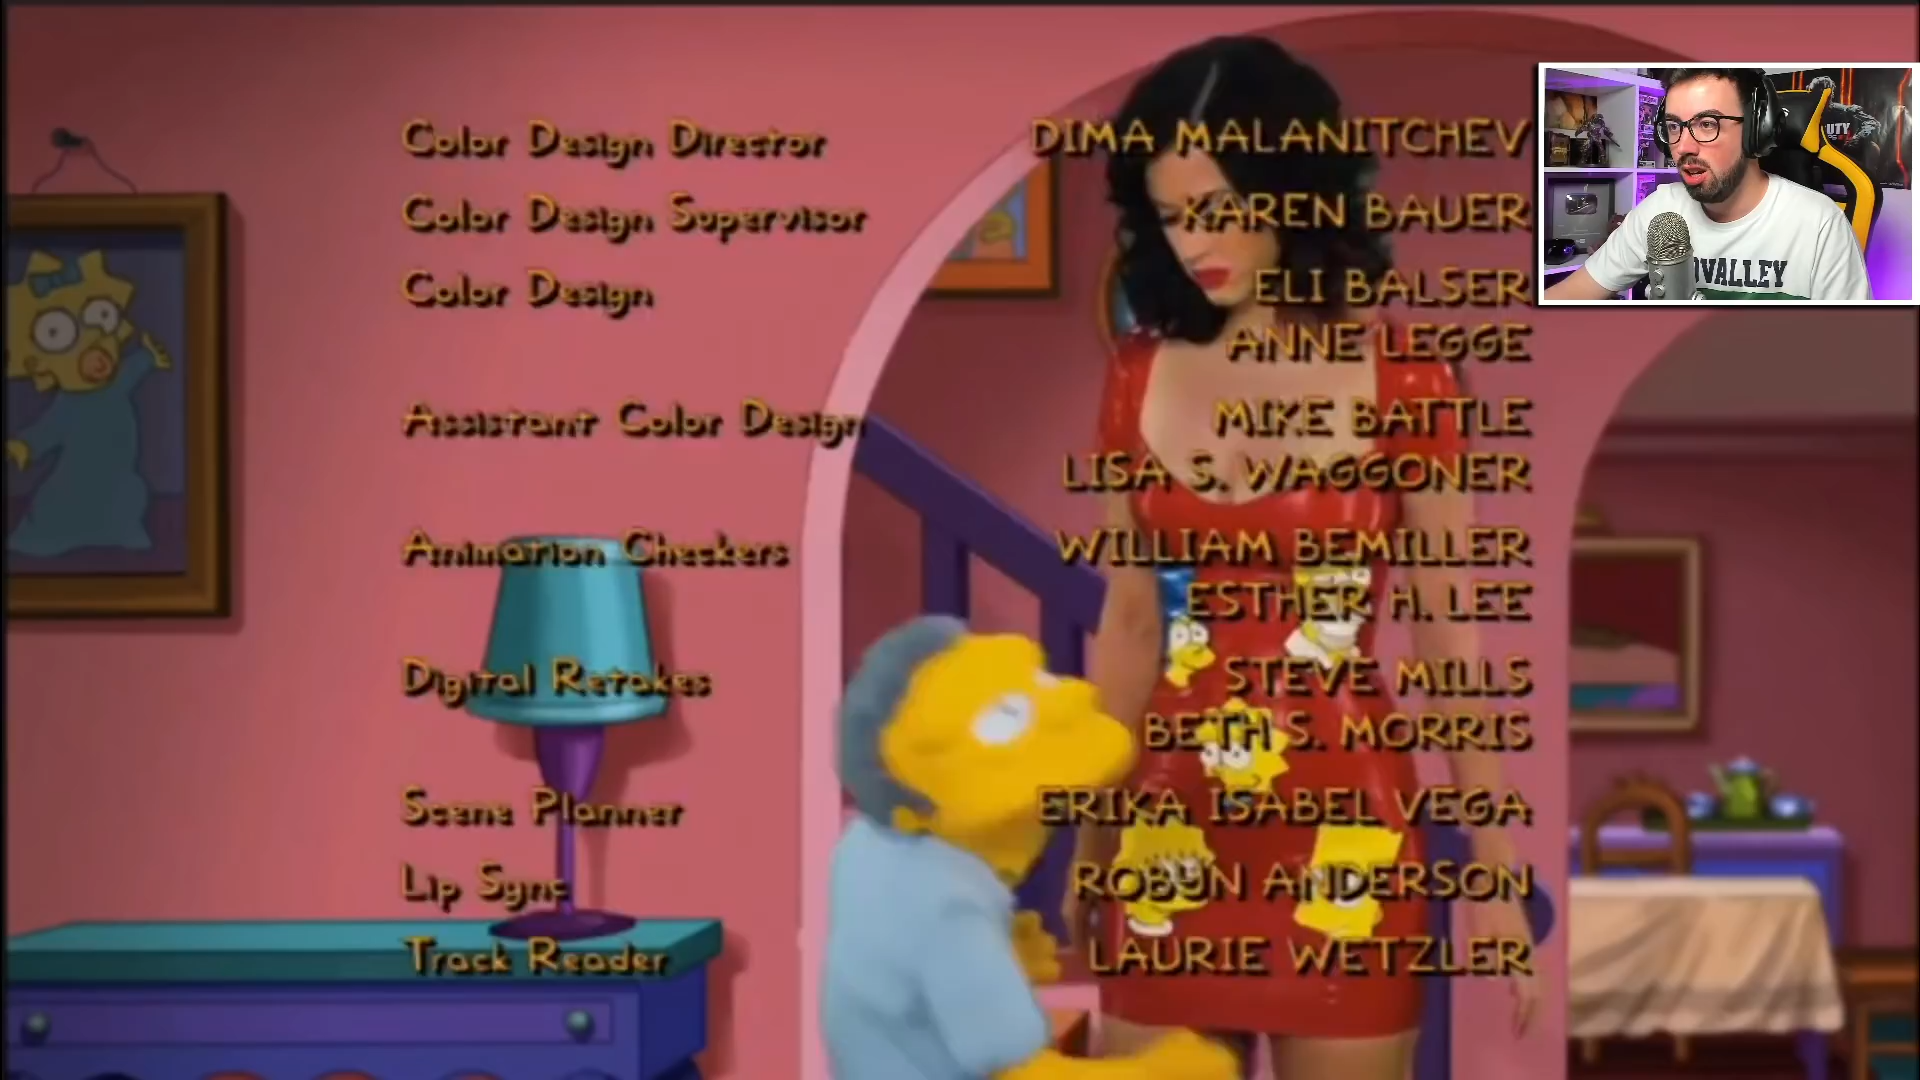 Color Design Director DIMA MALANITCHEV
Color Design Supervisor KAREN BAUER
Color Design ELI BALSER
ANNE LEGGE
Assistant Color Design MIKE BATTLE
LISA S. WAGGONER
Animation Checkers WILLIAM BEMILLER
ESTHER H. LEE
Digital Retakes STEVE MILLS
BETH S. MORRIS
Scene Planner ERIKA ISABEL VEGA
Lip Sync ROBYN ANDERSON
Track Reader LAURIE WETZLER
UTY
OVALLEY